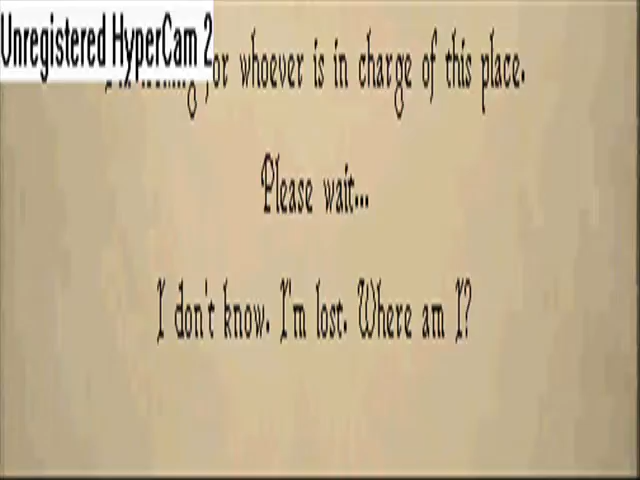 Unregistered HyperCam 2
for whoever is in charge of this place.
Please wait...
I don't know. I'm lost. Where am I?